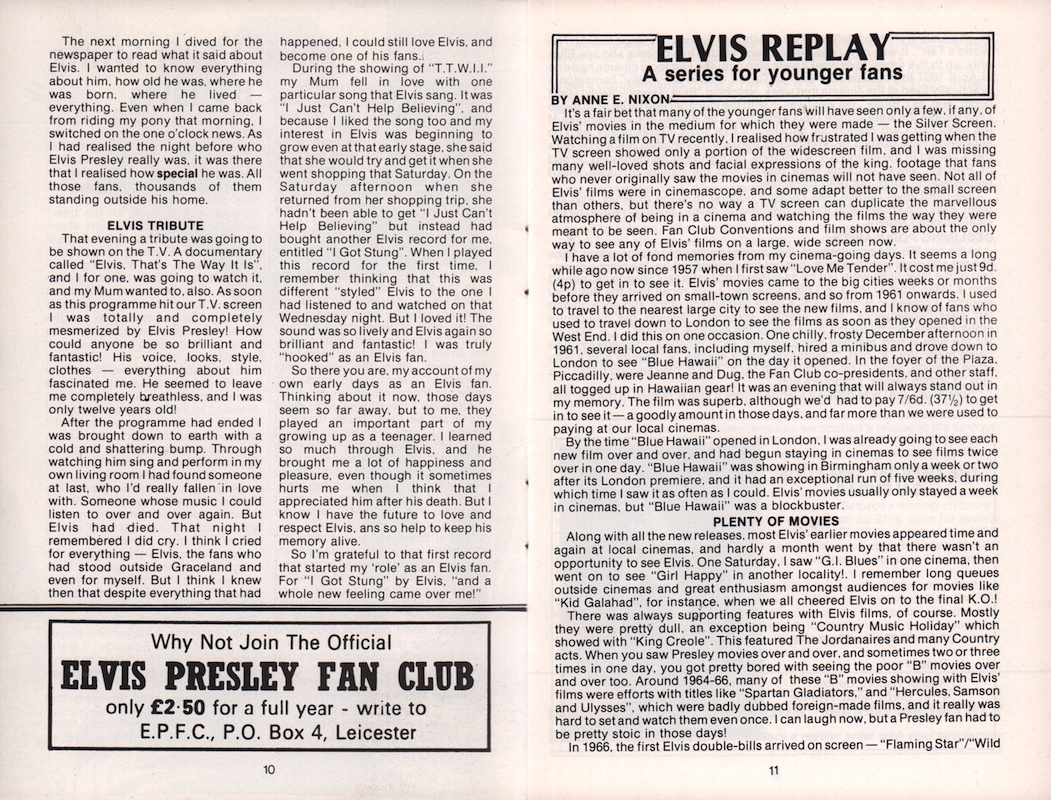 The next morning I dived for the
newspaper to read what it said about
Elvis. I wanted to know everything
about him, how old he was, where he
was born, where he lived —
everything. Even when I came back
from riding my pony that morning, I
switched on the one o'clock news. As
I had realised the night before who
Elvis Presley really was, it was there
that I realised how special he was. All
those fans, thousands of them
standing outside his home.
ELVIS TRIBUTE
That evening a tribute was going to
be shown on the T.V. A documentary
called "Elvis, That's The Way It Is",
and I for one, was going to watch it,
and my Mum wanted to, also. As soon
as this programme hit our T.V. screen
I was totally and completely
mesmerized by Elvis Presley! How
could anyone be so brilliant and
fantastic! His voice, looks, style,
clothes — everything about him
fascinated me. He seemed to leave
me completely breathless, and I was
only twelve years old!
After the programme had ended I
was brought down to earth with a
cold and shattering bump. Through
watching him sing and perform in my
own living room I had found someone
at last, who I'd really fallen in love
with. Someone whose music I could
listen to over and over again. But
Elvis had died. That night I
remembered I did cry. I think I cried
for everything — Elvis, the fans who
had stood outside Graceland and
even for myself. But I think I knew
then that despite everything that had
happened, I could still love Elvis, and
become one of his fans.
During the showing of "T.T.W.I.I."
my Mum fell in love with one
particular song that Elvis sang. It was
"I Just Can't Help Believing", and
because I liked the song too and my
interest in Elvis was beginning to
grow even at that early stage, she said
that she would try and get it when she
went shopping that Saturday. On the
Saturday afternoon when she
returned from her shopping trip, she
hadn't been able to get "I Just Can't
Help Believing" but instead had
bought another Elvis record for me,
entitled "I Got Stung". When I played
this record for the first time, I
remember thinking that this was
different "styled" Elvis to the one I
had listened to and watched on that
Wednesday night. But I loved it! The
sound was so lively and Elvis again so
brilliant and fantastic! I was truly
"hooked" as an Elvis fan.
So there you are, my account of my
own early days as an Elvis fan.
Thinking about it now, those days
seem so far away, but to me, they
played an important part of my
growing up as a teenager. I learned
so much through Elvis, and he
brought me a lot of happiness and
pleasure, even though it sometimes
hurts me when I think that I
appreciated him after his death. But I
know I have the future to love and
respect Elvis, ans so help to keep his
memory alive.
So I'm grateful to that first record
that started my 'role' as an Elvis fan.
For "I Got Stung" by Elvis, "and a
whole new feeling came over me!"
Why Not Join The Official
ELVIS PRESLEY FAN CLUB
only £2·50 for a full year - write to
E.P.F.C., P.O. Box 4, Leicester
10
ELVIS REPLAY
A series for younger fans
BY ANNE E. NIXON
It's a fair bet that many of the younger fans will have seen only a few, if any, of
Elvis' movies in the medium for which they were made — the Silver Screen.
Watching a film on TV recently, I realised how frustrated I was getting when the
TV screen showed only a portion of the widescreen film, and I was missing
many well-loved shots and facial expressions of the king, footage that fans
who never originally saw the movies in cinemas will not have seen. Not all of
Elvis' films were in cinemascope, and some adapt better to the small screen
than others, but there's no way a TV screen can duplicate the marvellous
atmosphere of being in a cinema and watching the films the way they were
meant to be seen. Fan Club Conventions and film shows are about the only
way to see any of Elvis' films on a large, wide screen now.
I have a lot of fond memories from my cinema-going days. It seems a long
while ago now since 1957 when I first saw "Love Me Tender". It cost me just 9d.
(4p) to get in to see it. Elvis' movies came to the big cities weeks or months
before they arrived on small-town screens, and so from 1961 onwards, I used
to travel to the nearest large city to see the new films, and I know of fans who
used to travel down to London to see the films as soon as they opened in the
West End. I did this on one occasion. One chilly, frosty December afternoon in
1961, several local fans, including myself, hired a minibus and drove down to
London to see "Blue Hawaii" on the day it opened. In the foyer of the Plaza,
Piccadilly, were Jeanne and Dug, the Fan Club co-presidents, and other staff,
all togged up in Hawaiian gear! It was an evening that will always stand out in
my memory. The film was superb, although we'd had to pay 7/6d. (37½) to get
in to see it — a goodly amount in those days, and far more than we were used to
paying at our local cinemas.
By the time "Blue Hawaii" opened in London, I was already going to see each
new film over and over, and had begun staying in cinemas to see films twice
over in one day. "Blue Hawaii" was showing in Birmingham only a week or two
after its London premiere, and it had an exceptional run of five weeks, during
which time I saw it as often as I could. Elvis' movies usually only stayed a week
in cinemas, but "Blue Hawaii" was a blockbuster.
PLENTY OF MOVIES
Along with all the new releases, most Elvis' earlier movies appeared time and
again at local cinemas, and hardly a month went by that there wasn't an
opportunity to see Elvis. One Saturday, I saw "G.I. Blues" in one cinema, then
went on to see "Girl Happy" in another locality!. I remember long queues
outside cinemas and great enthusiasm amongst audiences for movies like
"Kid Galahad", for instance, when we all cheered Elvis on to the final K.O.!
There was always supporting features with Elvis films, of course. Mostly
they were pretty dull, an exception being "Country Music Holiday" which
showed with "King Creole". This featured The Jordanaires and many Country
acts. When you saw Presley movies over and over, and sometimes two or three
times in one day, you got pretty bored with seeing the poor "B" movies over
and over too. Around 1964-66, many of these "B" movies showing with Elvis'
films were efforts with titles like "Spartan Gladiators," and "Hercules, Samson
and Ulysses", which were badly dubbed foreign-made films, and it really was
hard to set and watch them even once. I can laugh now, but a Presley fan had to
be pretty stoic in those days!
In 1966, the first Elvis double-bills arrived on screen — "Flaming Star"/"Wild
11